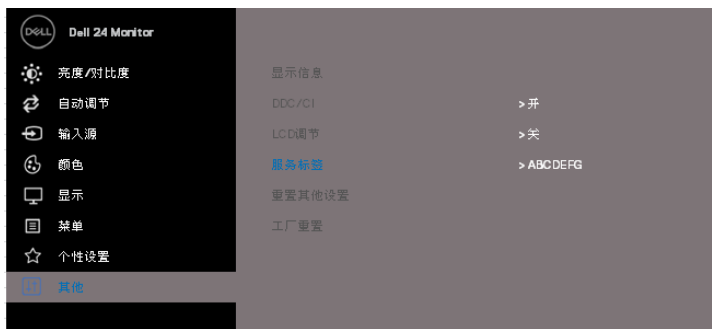 DELL Dell 24 Monitor
亮度/对比度 显示信息
自动调节 DDC/CI >开
输入源 LCD调节 >关
颜色 服务标签 >ABCDEFG
显示 重置其他设置
菜单 工厂重置
个性设置
其他